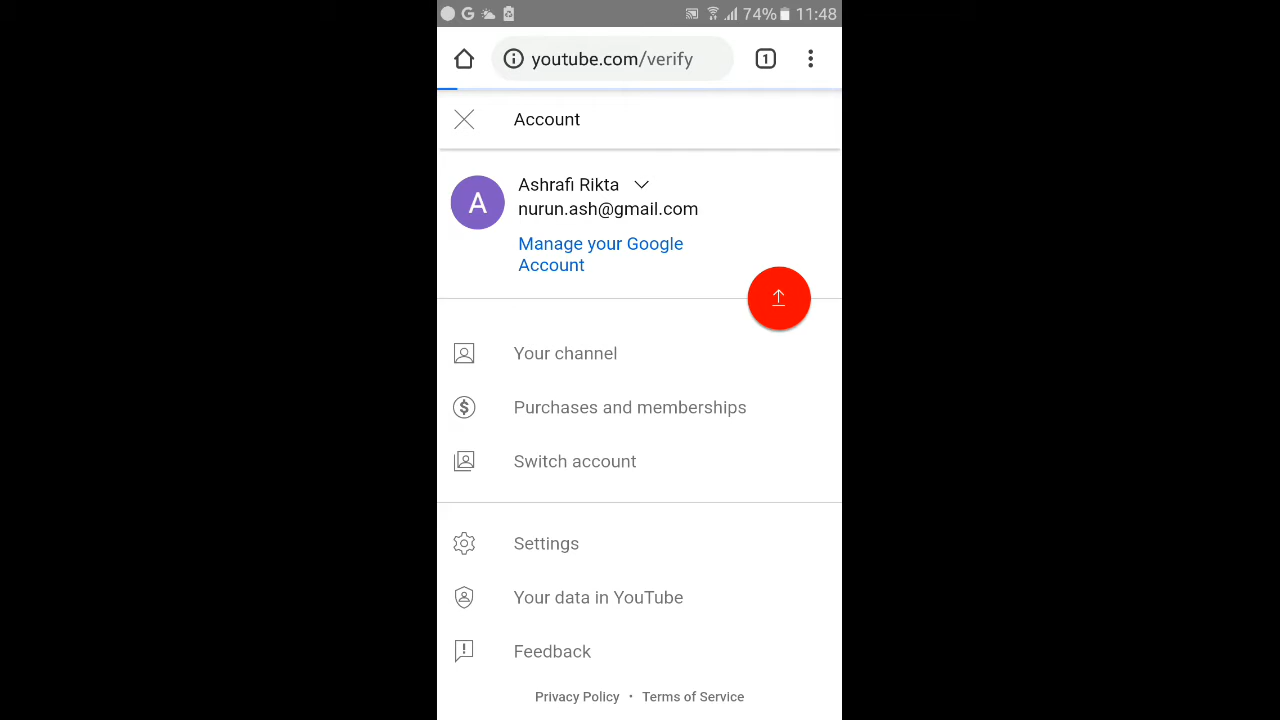 74% 11:48
youtube.com/verify 1
Account
A
Ashrafi Rikta
nurun.ash@gmail.com
Manage your Google
Account
Your channel
Purchases and memberships
Switch account
Settings
Your data in YouTube
Feedback
Privacy Policy • Terms of Service